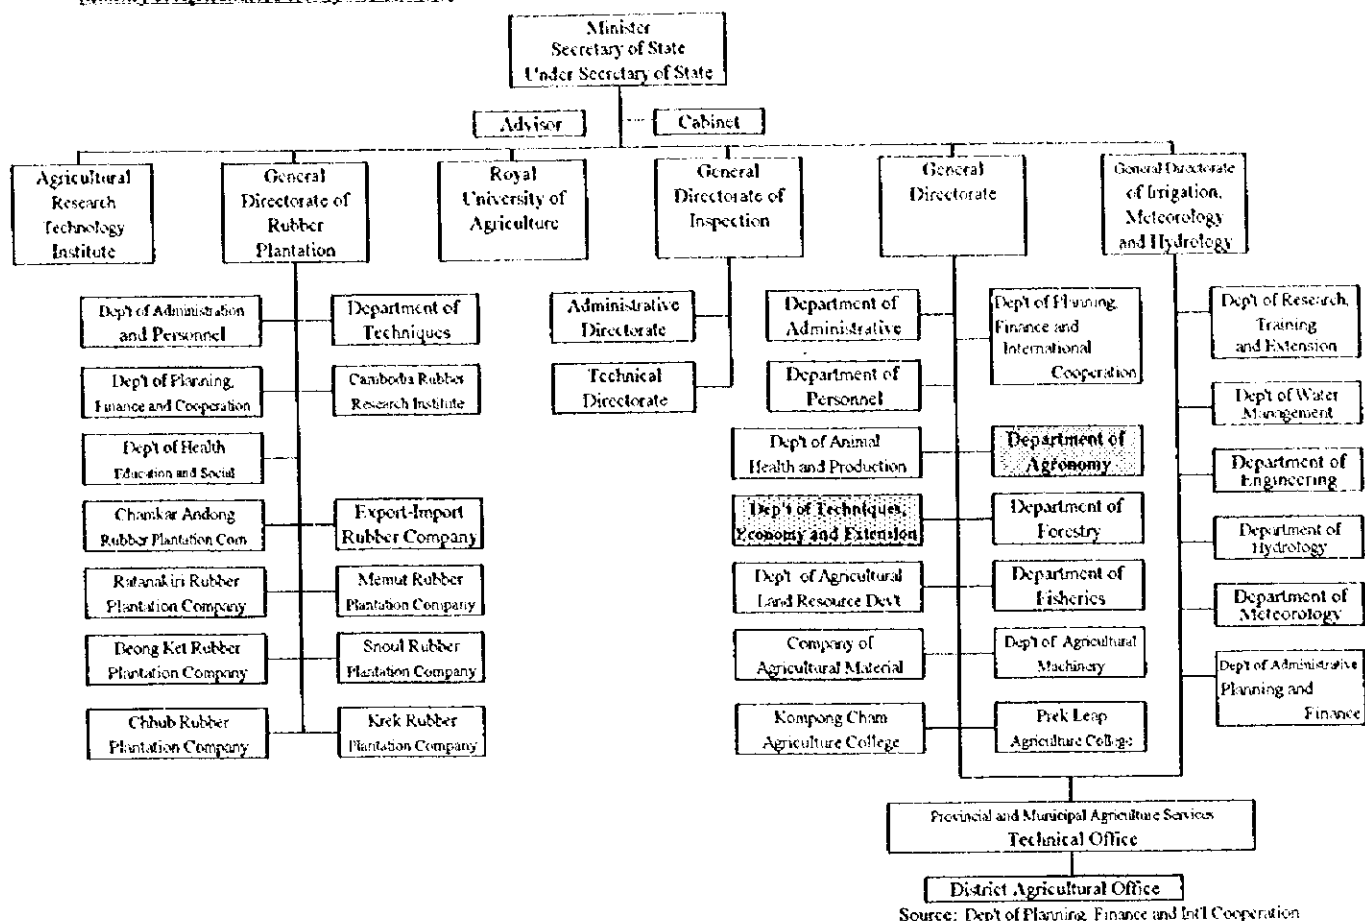 Minister
Secretary of State
Under Secretary of State
Advisor
Cabinet
Agricultural
Research
Technology
Institute
General
Directorate of
Rubber
Plantation
Royal
University of
Agriculture
General
Directorate of
Inspection
General
Directorate
General Directorate
of Irrigation,
Meteorology
and Hydrology
Dep't of Administration
and Personnel
Department of
Techniques
Dep't of Planning,
Finance and Cooperation
Cambodia Rubber
Research Institute
Dep't of Health
Education and Social
Chamkar Andong
Rubber Plantation Com
Export-Import
Rubber Company
Ratanakiri Rubber
Plantation Company
Memut Rubber
Plantation Company
Beong Ket Rubber
Plantation Company
Snoul Rubber
Plantation Company
Chhub Rubber
Plantation Company
Krek Rubber
Plantation Company
Administrative
Directorate
Technical
Directorate
Department of
Administrative
Dep't of Planning,
Finance and
International
Cooperation
Department of
Personnel
Dep't of Animal
Health and Production
Department of
Agronomy
Dep't of Techniques,
Economy and Extension
Department of
Forestry
Dep't of Agricultural
Land Resource Dev't
Department of
Fisheries
Company of
Agricultural Material
Dep't of Agricultural
Machinery
Kompong Cham
Agriculture College
Prek Leap
Agriculture College
Dep't of Research,
Training
and Extension
Dep't of Water
Management
Department of
Engineering
Department of
Hydrology
Department of
Meteorology
Dep't of Administrative
Planning and
Finance
Provincial and Municipal Agriculture Services
Technical Office
District Agricultural Office
Source: Dep't of Planning, Finance and Int'l Cooperation